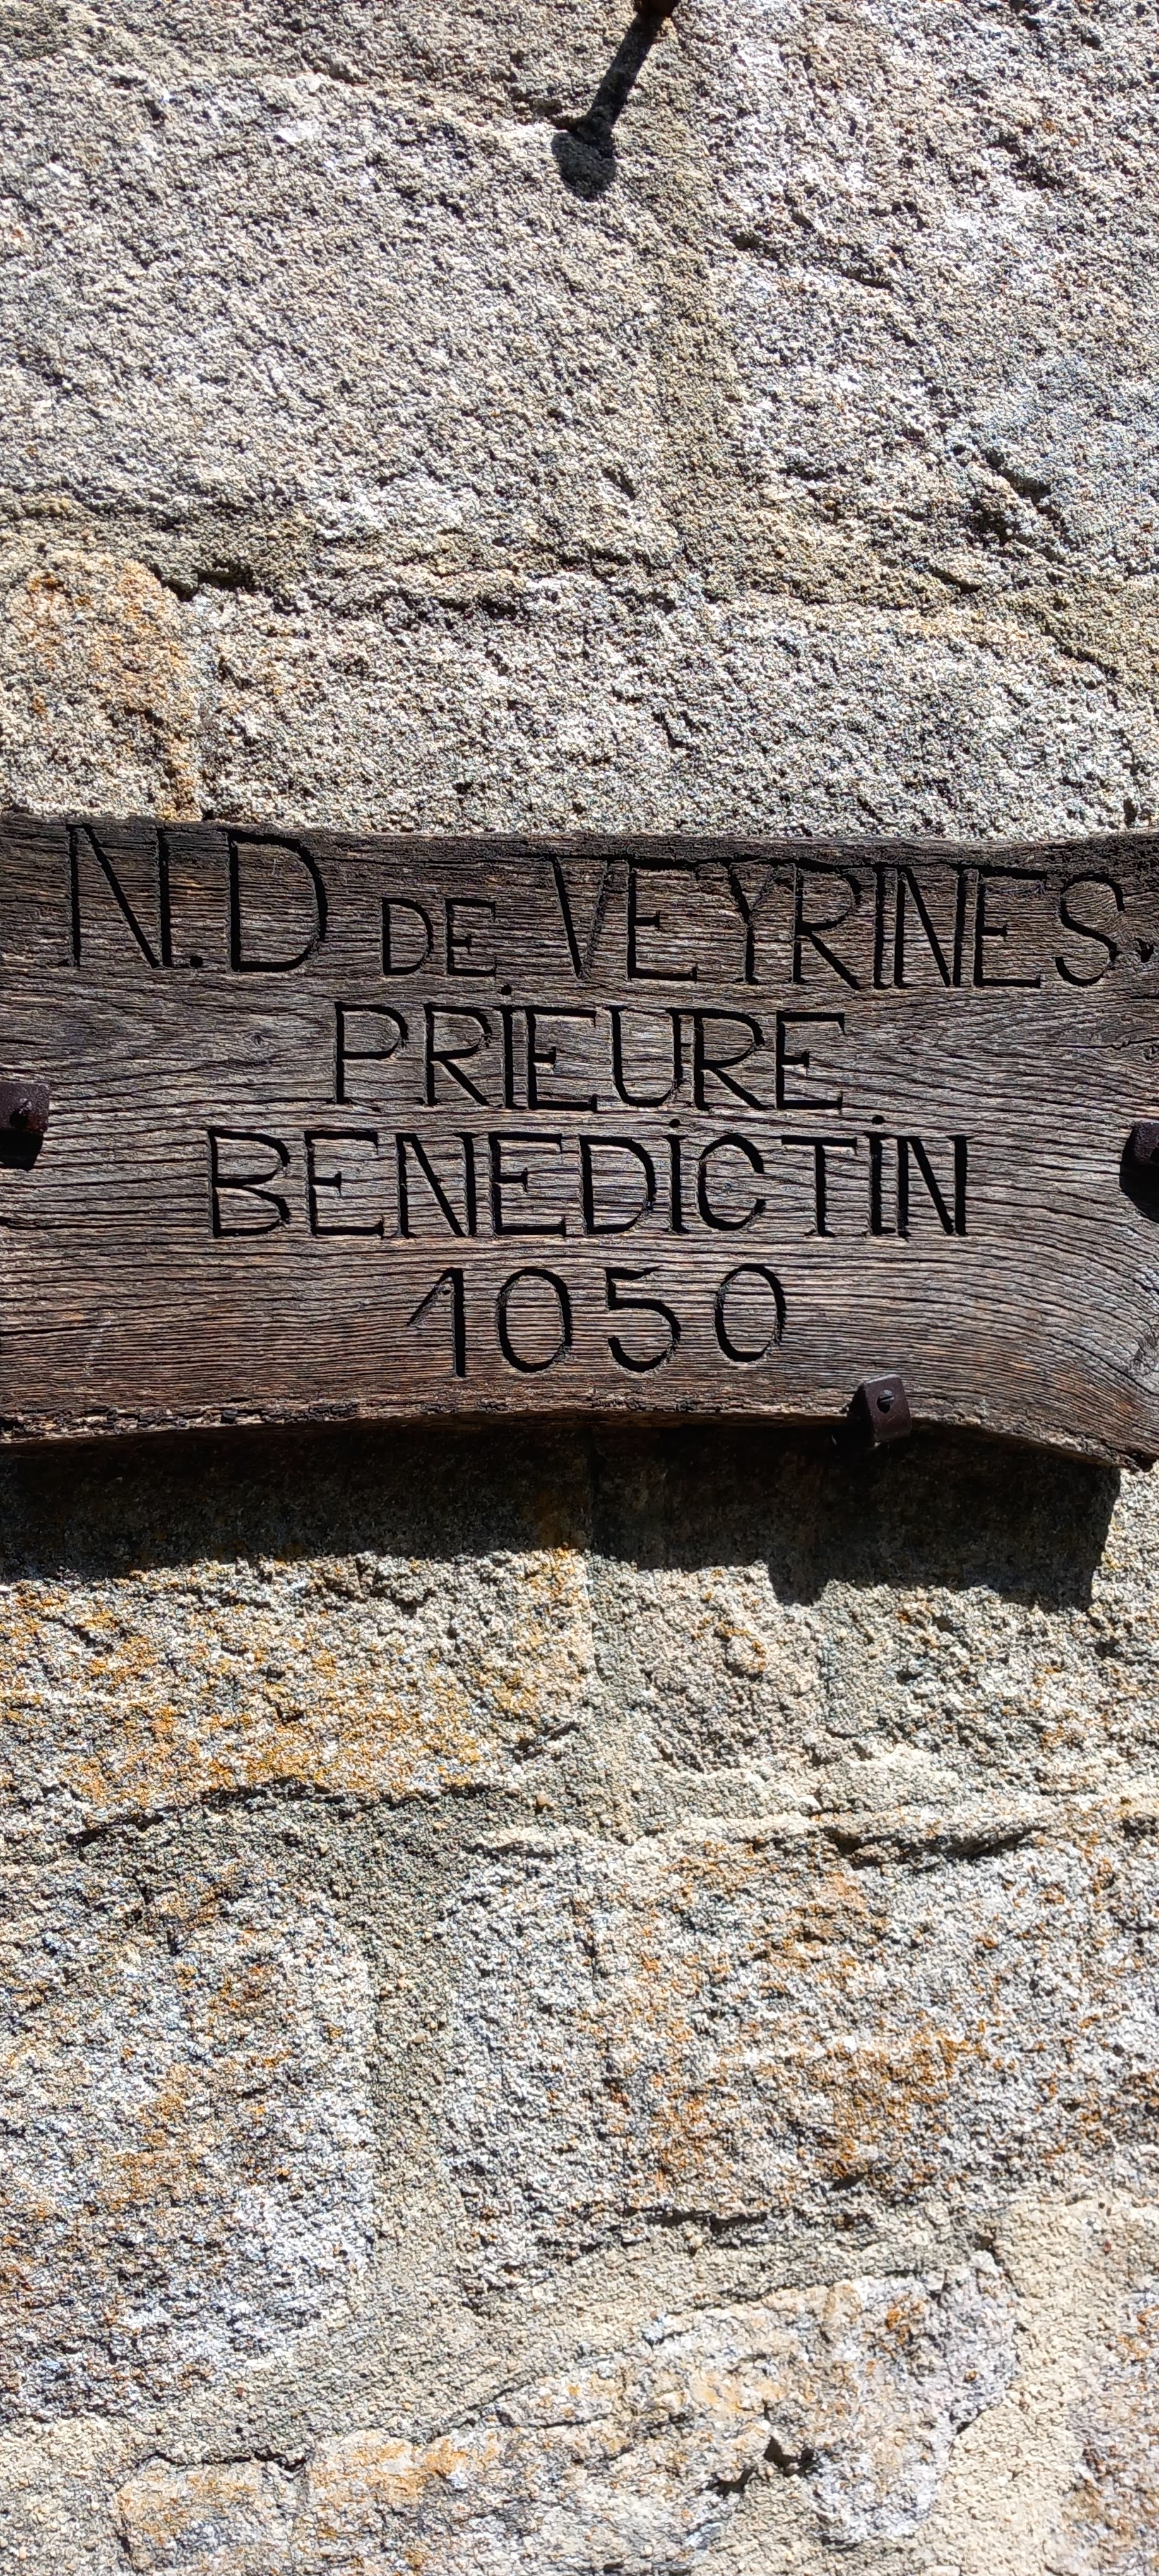 N.D DE VEYRINES.
PRIEURE
BENEDICTIN
1050